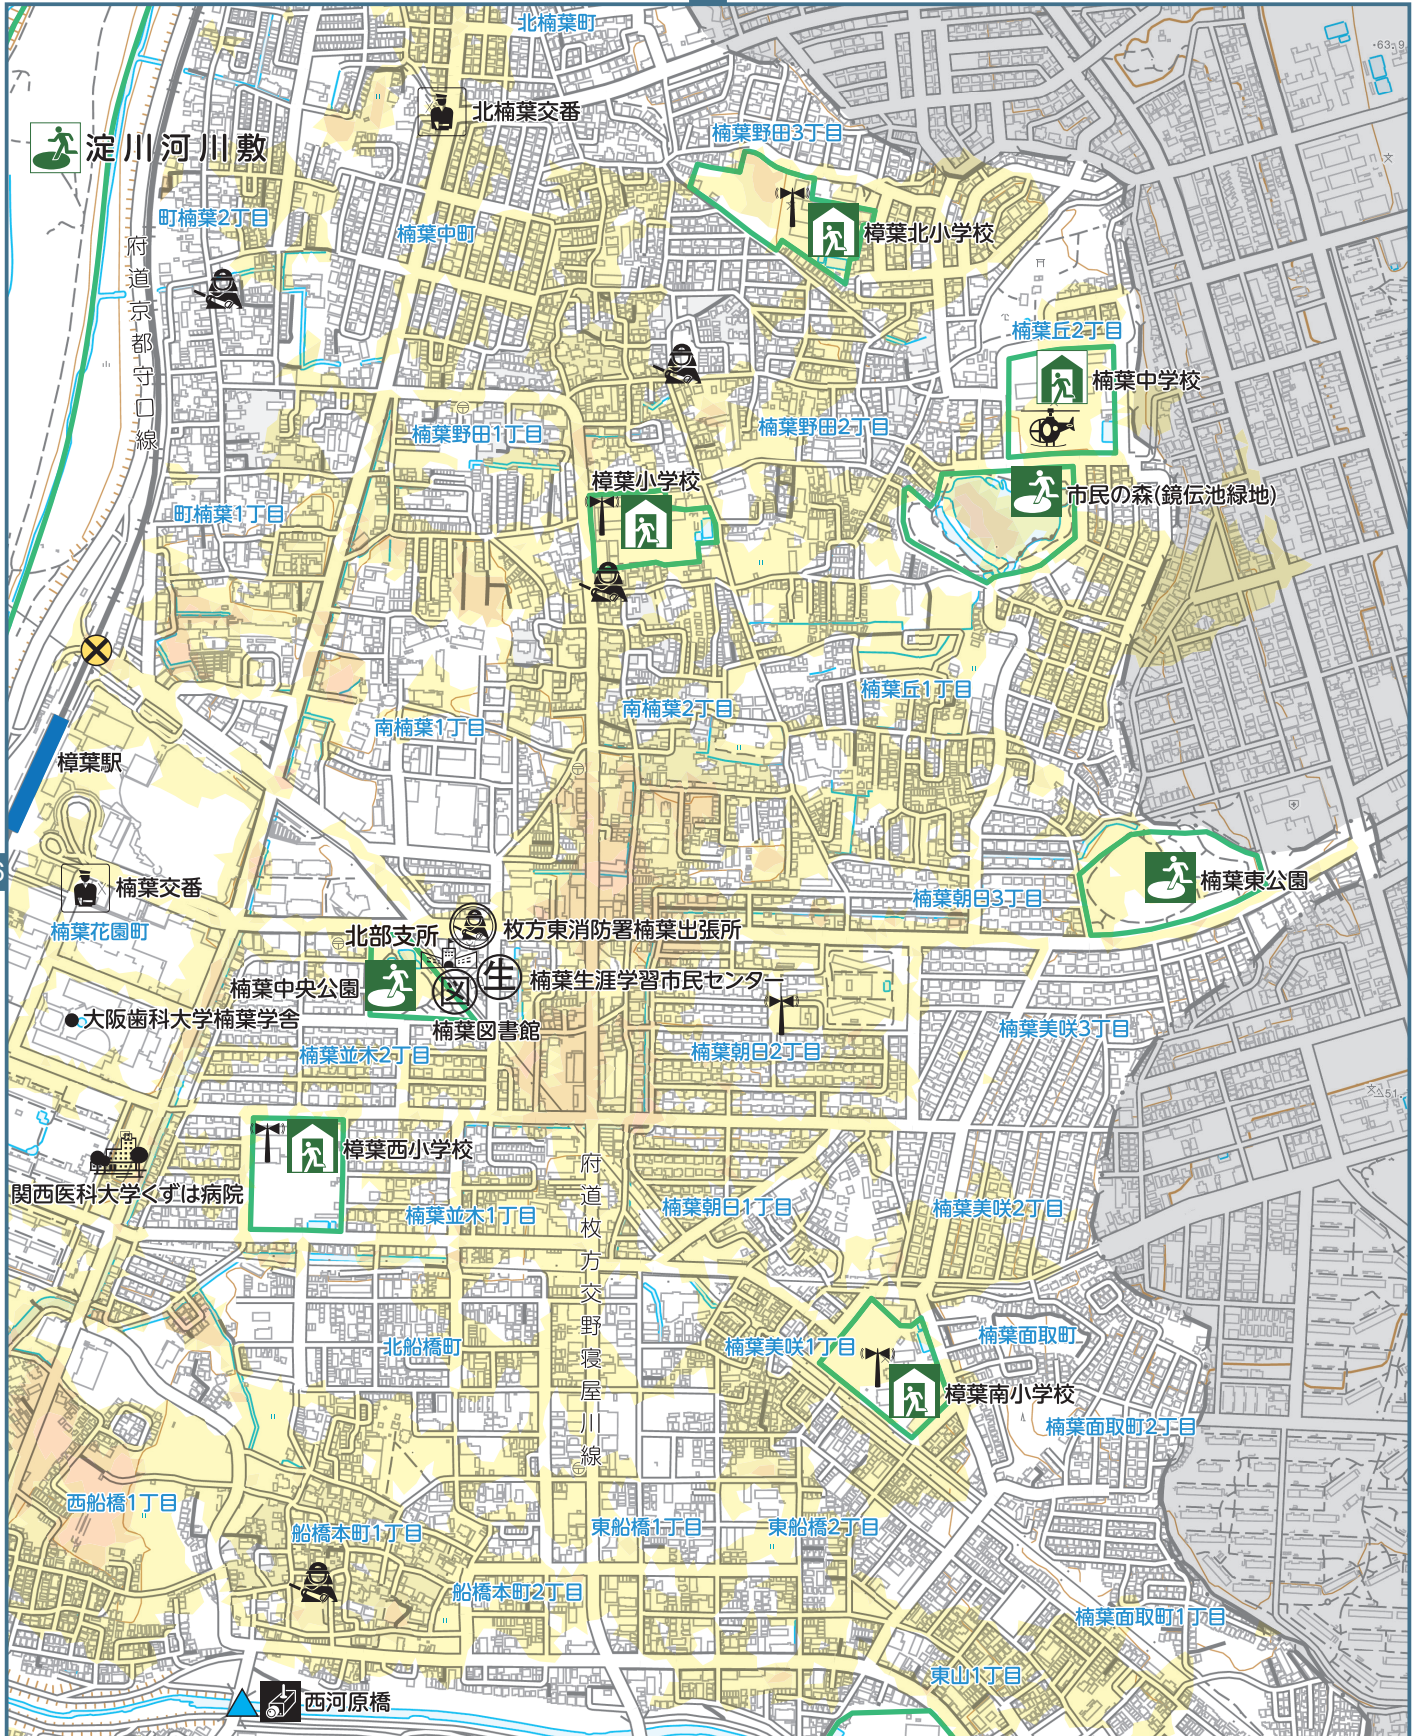 北楠葉町
-63.9
北楠葉交番
楠葉野田3丁目
淀川河川敷
町楠葉2丁目
楠葉中町
樟葉北小学校
府道京都守口線
楠葉丘2丁目
楠葉中学校
楠葉野田1丁目
楠葉野田2丁目
樟葉小学校
市民の森(鏡伝池緑地)
町楠葉1丁目
楠葉丘1丁目
南楠葉1丁目
南楠葉2丁目
樟葉駅
楠葉交番
楠葉東公園
楠葉朝日3丁目
楠葉花園町
北部支所
枚方東消防署楠葉出張所
生
楠葉生涯学習市民センター
楠葉中央公園
図
大阪歯科大学楠葉学舎
楠葉図書館
楠葉美咲3丁目
楠葉並木2丁目
楠葉朝日2丁目
樟葉西小学校
関西医科大学くずは病院
府道枚方交野寝屋川線
楠葉並木1丁目
楠葉朝日1丁目
楠葉美咲2丁目
北船橋町
楠葉美咲1丁目
楠葉面取町
樟葉南小学校
楠葉面取町2丁目
西船橋1丁目
船橋本町1丁目
東船橋1丁目
東船橋2丁目
船橋本町2丁目
楠葉面取町1丁目
東山1丁目
西河原橋